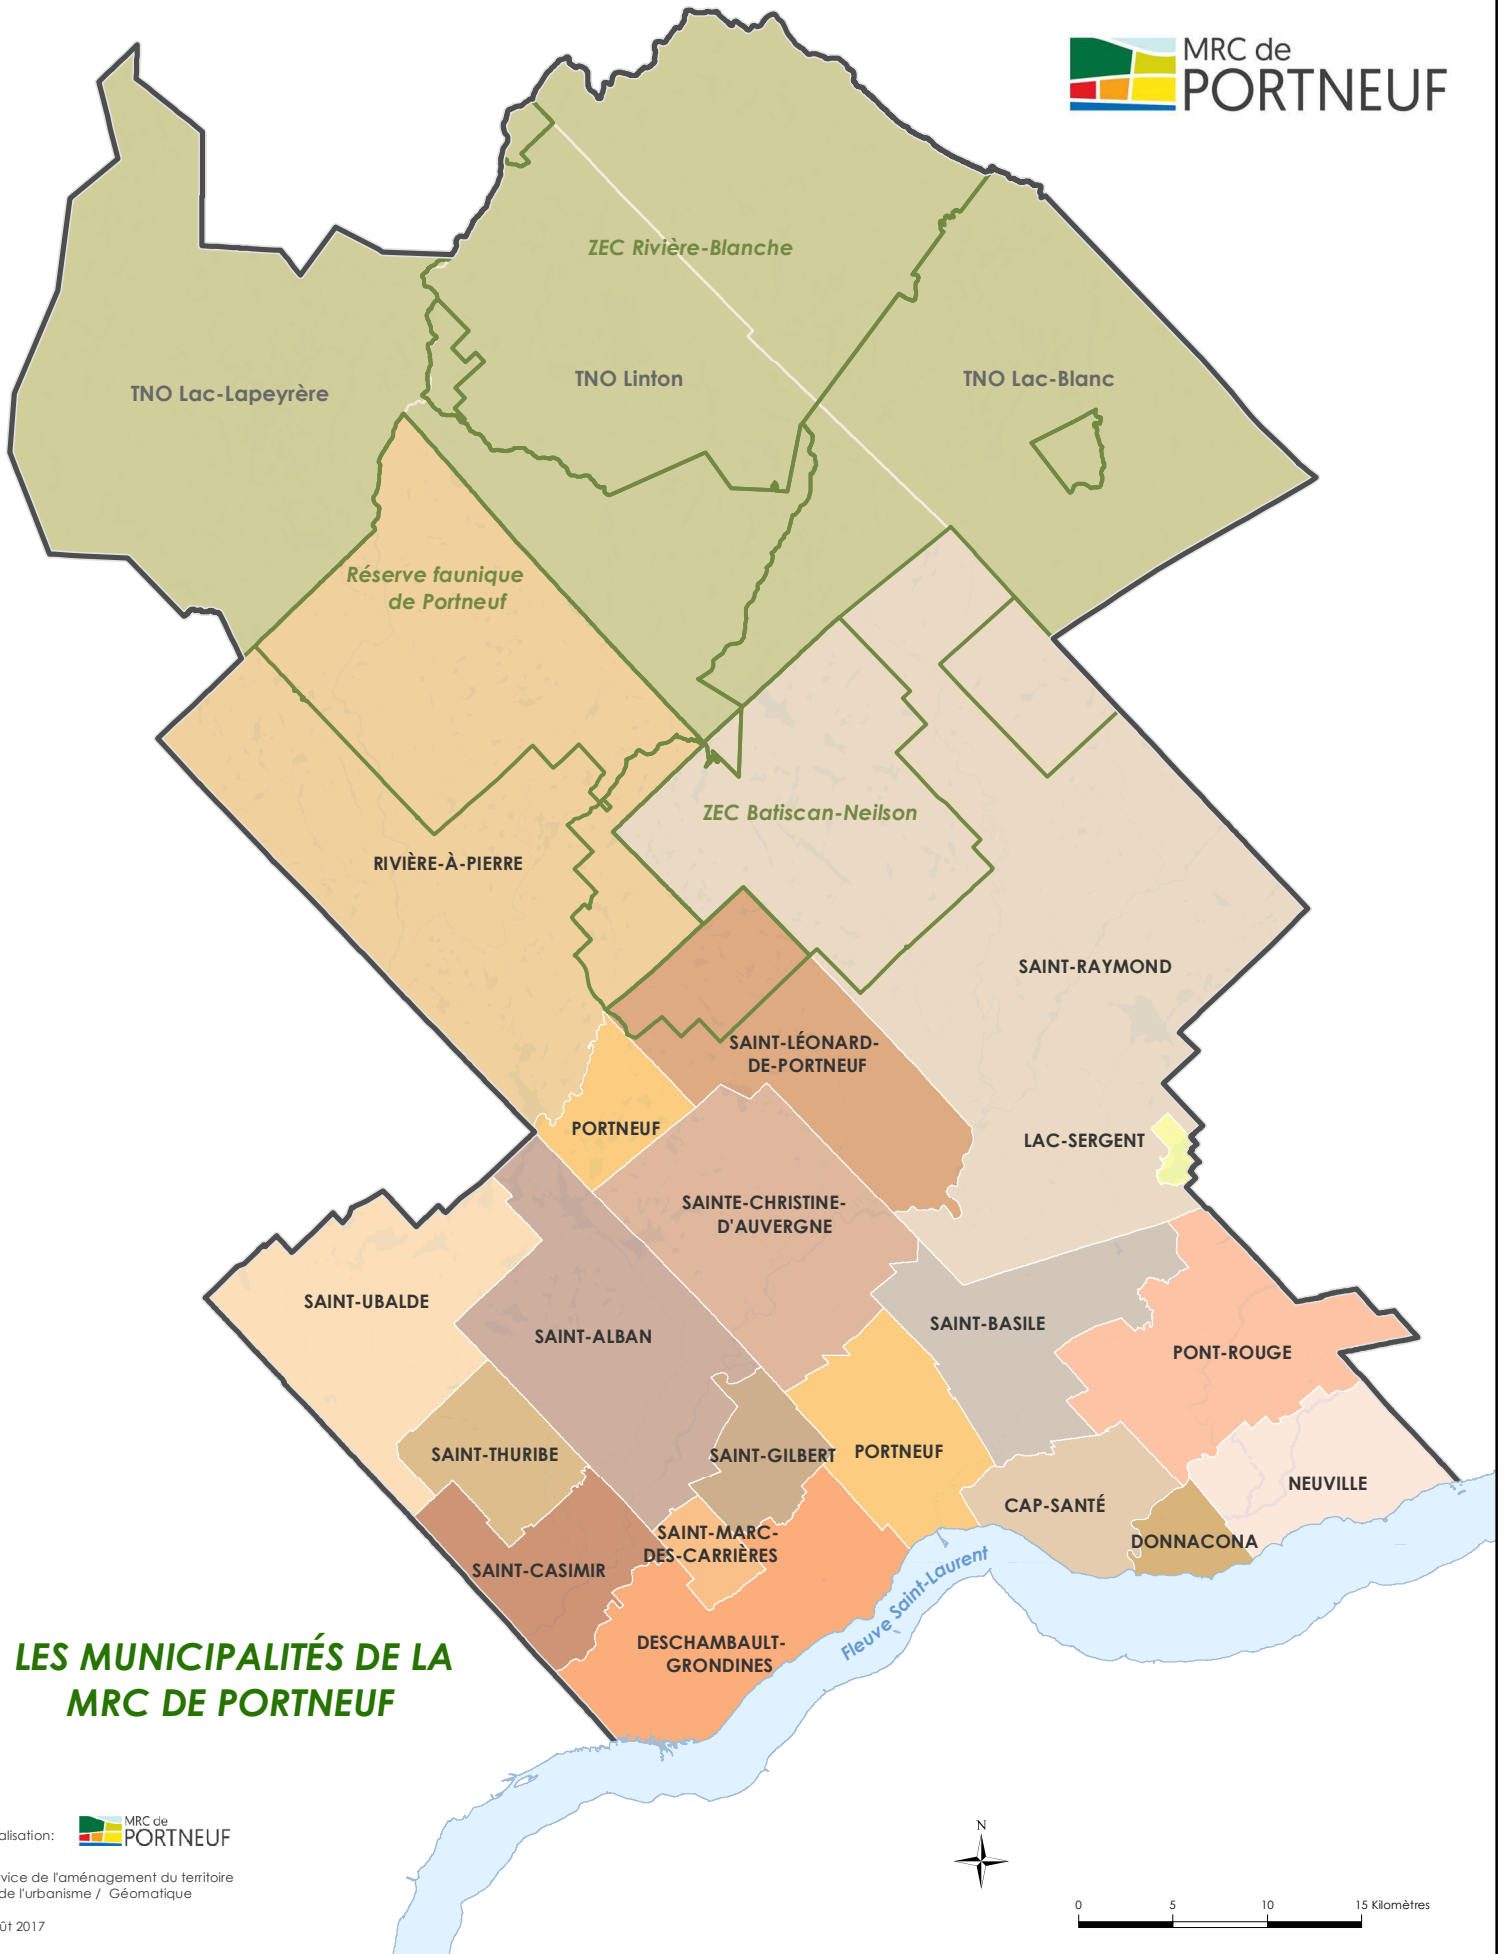 MRC de
PORTNEUF
ZEC Rivière-Blanche
TNO Linton
TNO Lac-Blanc
TNO Lac-Lapeyrère
Réserve faunique
de Portneuf
ZEC Batiscan-Neilson
RIVIÈRE-À-PIERRE
SAINT-RAYMOND
SAINT-LÉONARD-
DE-PORTNEUF
PORTNEUF
LAC-SERGENT
SAINTE-CHRISTINE-
D'AUVERGNE
SAINT-UBALDE
SAINT-ALBAN
SAINT-BASILE
PONT-ROUGE
SAINT-THURIBE
SAINT-GILBERT
PORTNEUF
NEUVILLE
CAP-SANTÉ
DONNACONA
SAINT-MARC-
DES-CARRIÈRES
SAINT-CASIMIR
Fleuve Saint-Laurent
DESCHAMBAULT-
GRONDINES
LES MUNICIPALITÉS DE LA
MRC DE PORTNEUF
alisation:
MRC de
PORTNEUF
vice de l'aménagement du territoire
de l'urbanisme / Géomatique
ût 2017
N
0 5 10 15 Kilomètres